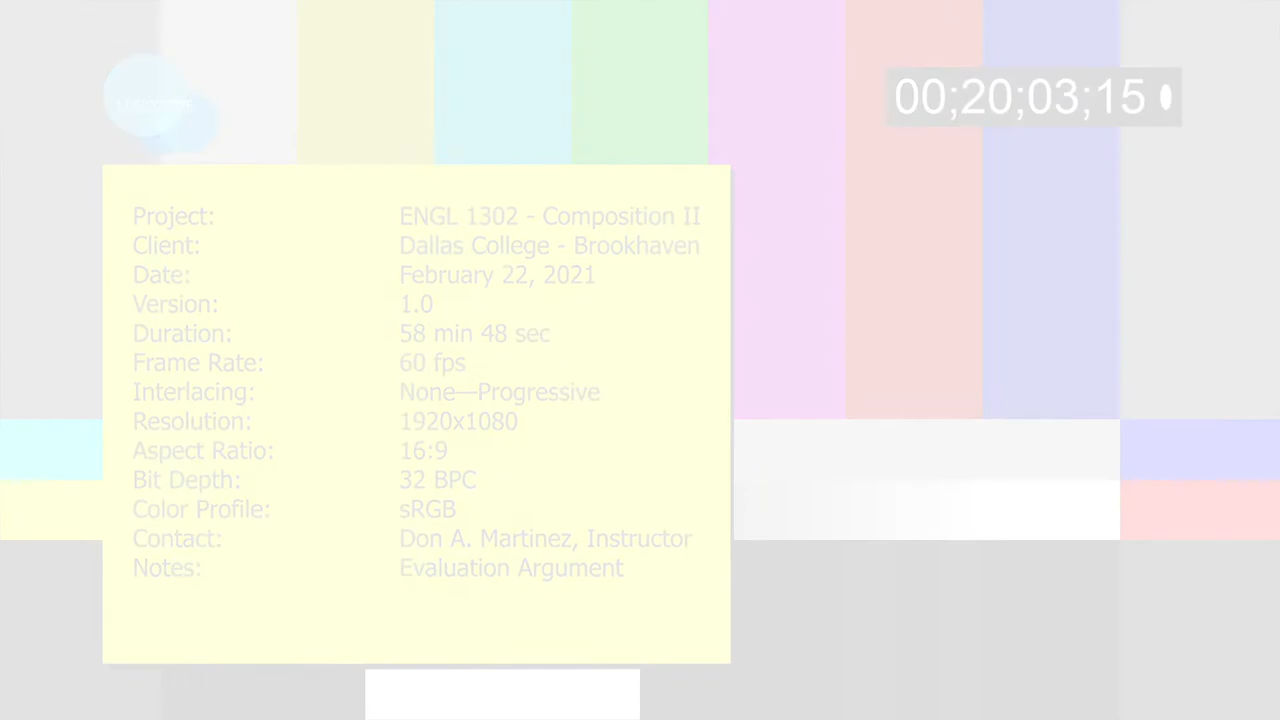 00;20;03;15
Project: ENGL 1302 - Composition II
Client: Dallas College - Brookhaven
Date: February 22, 2021
Version: 1.0
Duration: 58 min 48 sec
Frame Rate: 60 fps
Interlacing: None—Progressive
Resolution: 1920x1080
Aspect Ratio: 16:9
Bit Depth: 32 BPC
Color Profile: sRGB
Contact: Don A. Martinez, Instructor
Notes: Evaluation Argument